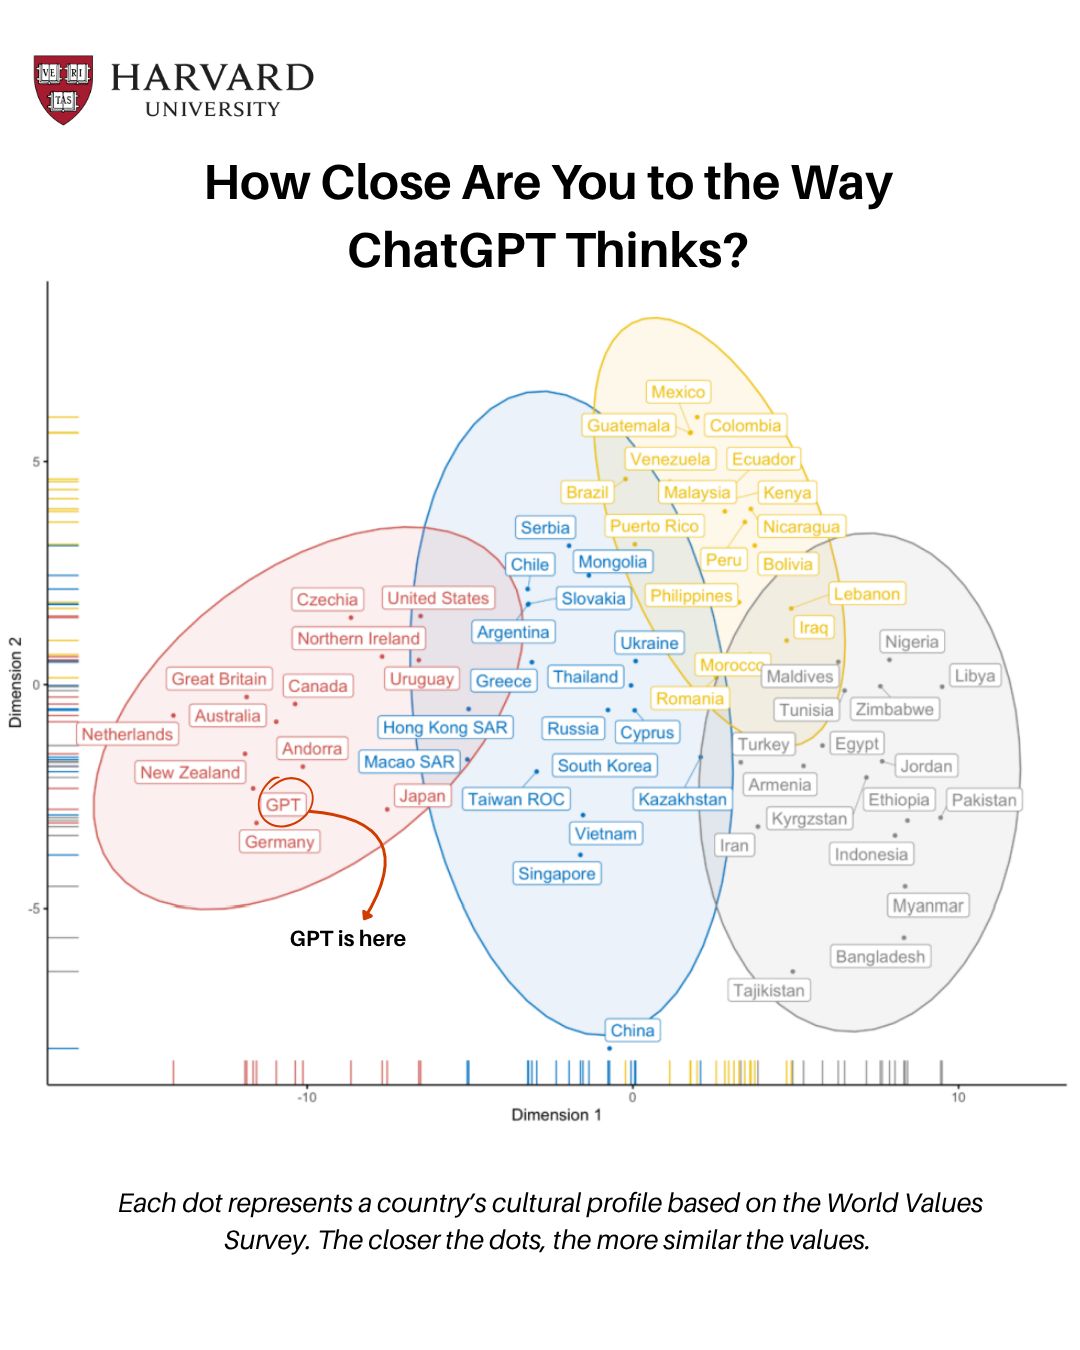 VE RI
TAS
HARVARD
UNIVERSITY
How Close Are You to the Way
ChatGPT Thinks?
Mexico
Guatemala
Colombia
Venezuela
Ecuador
Brazil
Malaysia
Kenya
Serbia
Puerto Rico
Nicaragua
Chile
Mongolia
Peru
Bolivia
Czechia
United States
Slovakia
Philippines
Lebanon
Northern Ireland
Argentina
Ukraine
Iraq
Nigeria
Great Britain
Canada
Uruguay
Greece
Thailand
Morocco
Maldives
Libya
Romania
Australia
Netherlands
Hong Kong SAR
Russia
Cyprus
Tunisia
Zimbabwe
Andorra
Macao SAR
South Korea
Turkey
Egypt
New Zealand
Jordan
GPT
Japan
Taiwan ROC
Kazakhstan
Armenia
Ethiopia
Pakistan
Kyrgzstan
Germany
Vietnam
Iran
Indonesia
Singapore
Myanmar
GPT is here
Bangladesh
Tajikistan
China
5
0
-5
Dimension 2
-10
0
10
Dimension 1
Each dot represents a country’s cultural profile based on the World Values
Survey. The closer the dots, the more similar the values.